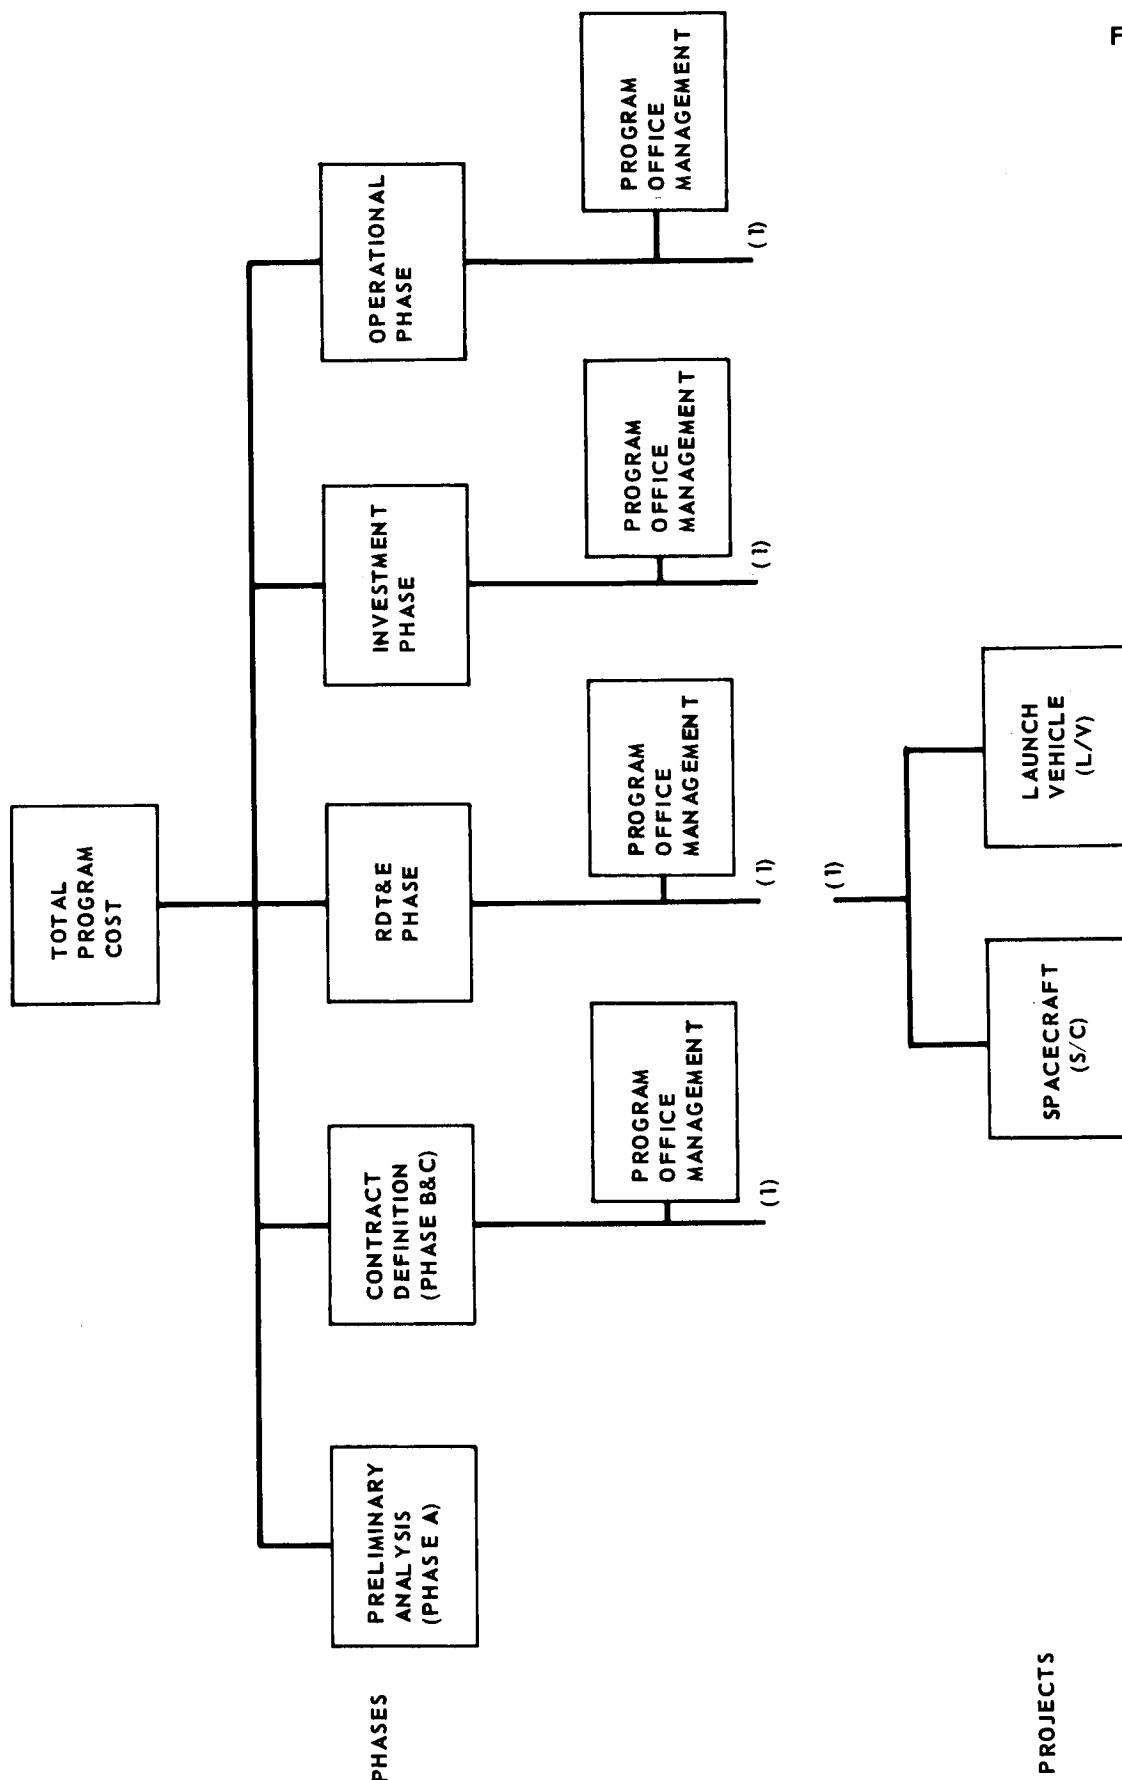 TOTAL
PROGRAM
COST
PHASES
PRELIMINARY
ANALYSIS
(PHASE A)
CONTRACT
DEFINITION
(PHASE B&C)
RDT&E
PHASE
INVESTMENT
PHASE
OPERATIONAL
PHASE
PROGRAM
OFFICE
MANAGEMENT
(1)
PROGRAM
OFFICE
MANAGEMENT
(1)
PROGRAM
OFFICE
MANAGEMENT
(1)
PROGRAM
OFFICE
MANAGEMENT
(1)
(1)
PROJECTS
SPACECRAFT
(S/C)
LAUNCH
VEHICLE
(L/V)